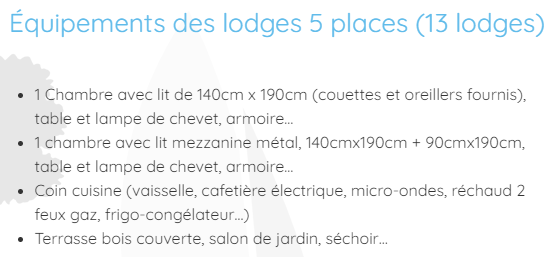 Équipements des lodges 5 places (13 lodges)
• 1 Chambre avec lit de 140cm x 190cm (couettes et oreillers fournis),
table et lampe de chevet, armoire...
• 1 chambre avec lit mezzanine métal, 140cmx190cm + 90cmx190cm,
table et lampe de chevet, armoire...
• Coin cuisine (vaisselle, cafetière électrique, micro-ondes, réchaud 2
feux gaz, frigo-congélateur...)
• Terrasse bois couverte, salon de jardin, séchoir...